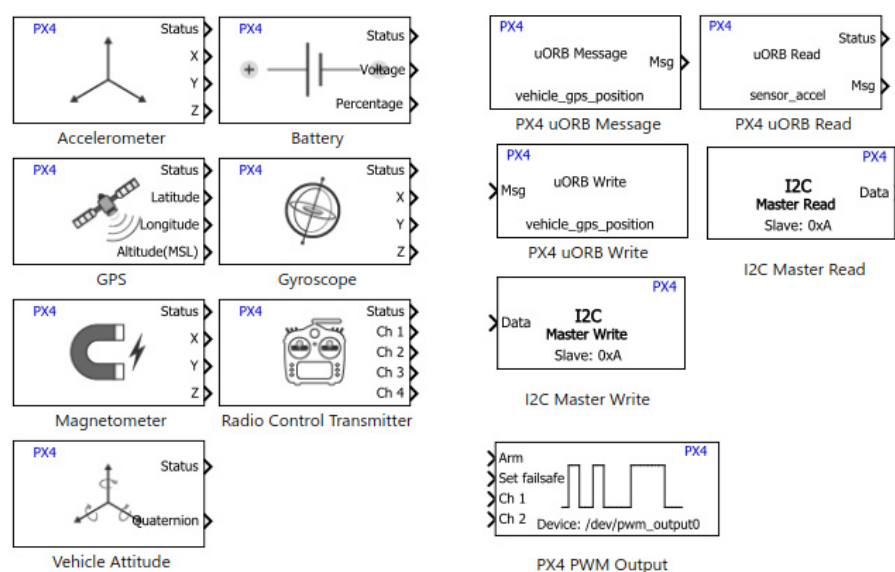 PX4
Status
X
Y
Z
Accelerometer
PX4
Status
Voltage
Percentage
Battery
PX4
Status
Latitude
Longitude
Altitude(MSL)
GPS
PX4
Status
X
Y
Z
Gyroscope
PX4
Status
X
Y
Z
Magnetometer
PX4
Status
Ch 1
Ch 2
Ch 3
Ch 4
Radio Control Transmitter
PX4
Status
Quaternion
Vehicle Attitude
PX4
uORB Message
Msg
vehicle_gps_position
PX4 uORB Message
PX4
Status
uORB Read
Msg
sensor_accel
PX4 uORB Read
PX4
Msg
uORB Write
vehicle_gps_position
PX4 uORB Write
PX4
I2C
Master Read
Data
Slave: 0xA
I2C Master Read
PX4
Data
I2C
Master Write
Slave: 0xA
I2C Master Write
PX4
Arm
Set failsafe
Ch 1
Ch 2
Device: /dev/pwm_output0
PX4 PWM Output